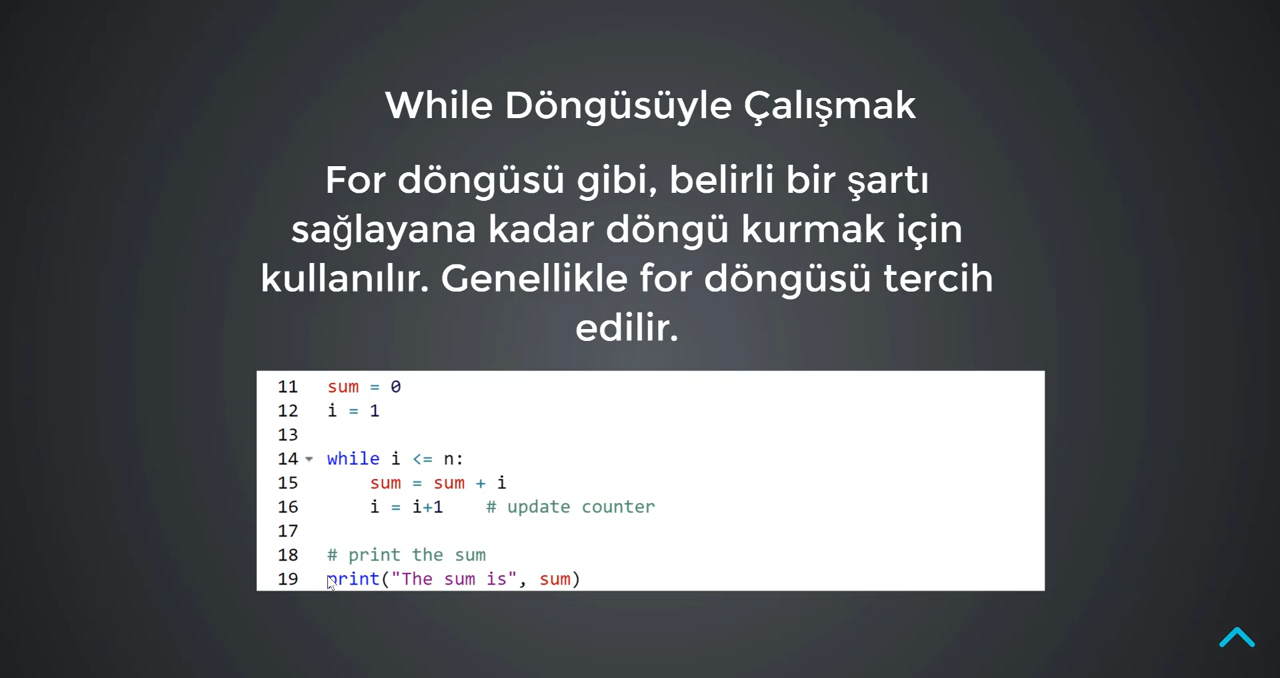 While Döngüsüyle Çalışmak
For döngüsü gibi, belirli bir şartı
sağlayana kadar döngü kurmak için
kullanılır. Genellikle for döngüsü tercih
edilir.
11 sum = 0
12 i = 1
13
14 while i <= n:
15     sum = sum + i
16     i = i+1    # update counter
17
18 # print the sum
19 print("The sum is", sum)